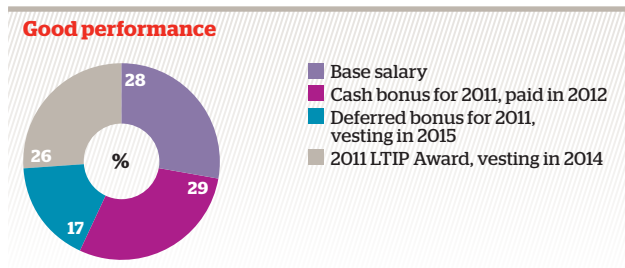 Good performance
28
29
17
26
%
Base salary
Cash bonus for 2011, paid in 2012
Deferred bonus for 2011,
vesting in 2015
2011 LTIP Award, vesting in 2014